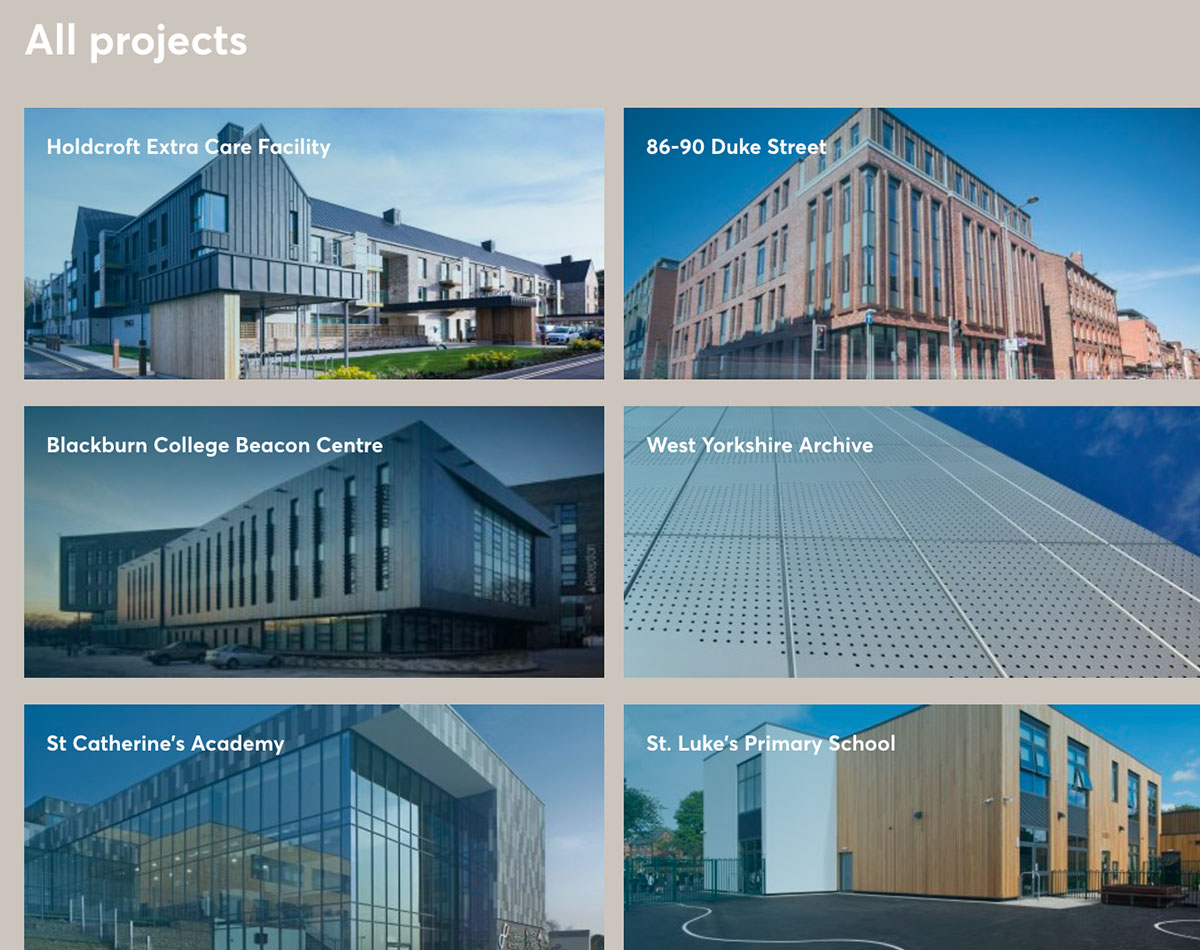 All projects
Holdcroft Extra Care Facility
86-90 Duke Street
Blackburn College Beacon Centre
West Yorkshire Archive
Reception
St Catherine's Academy
St. Luke's Primary School